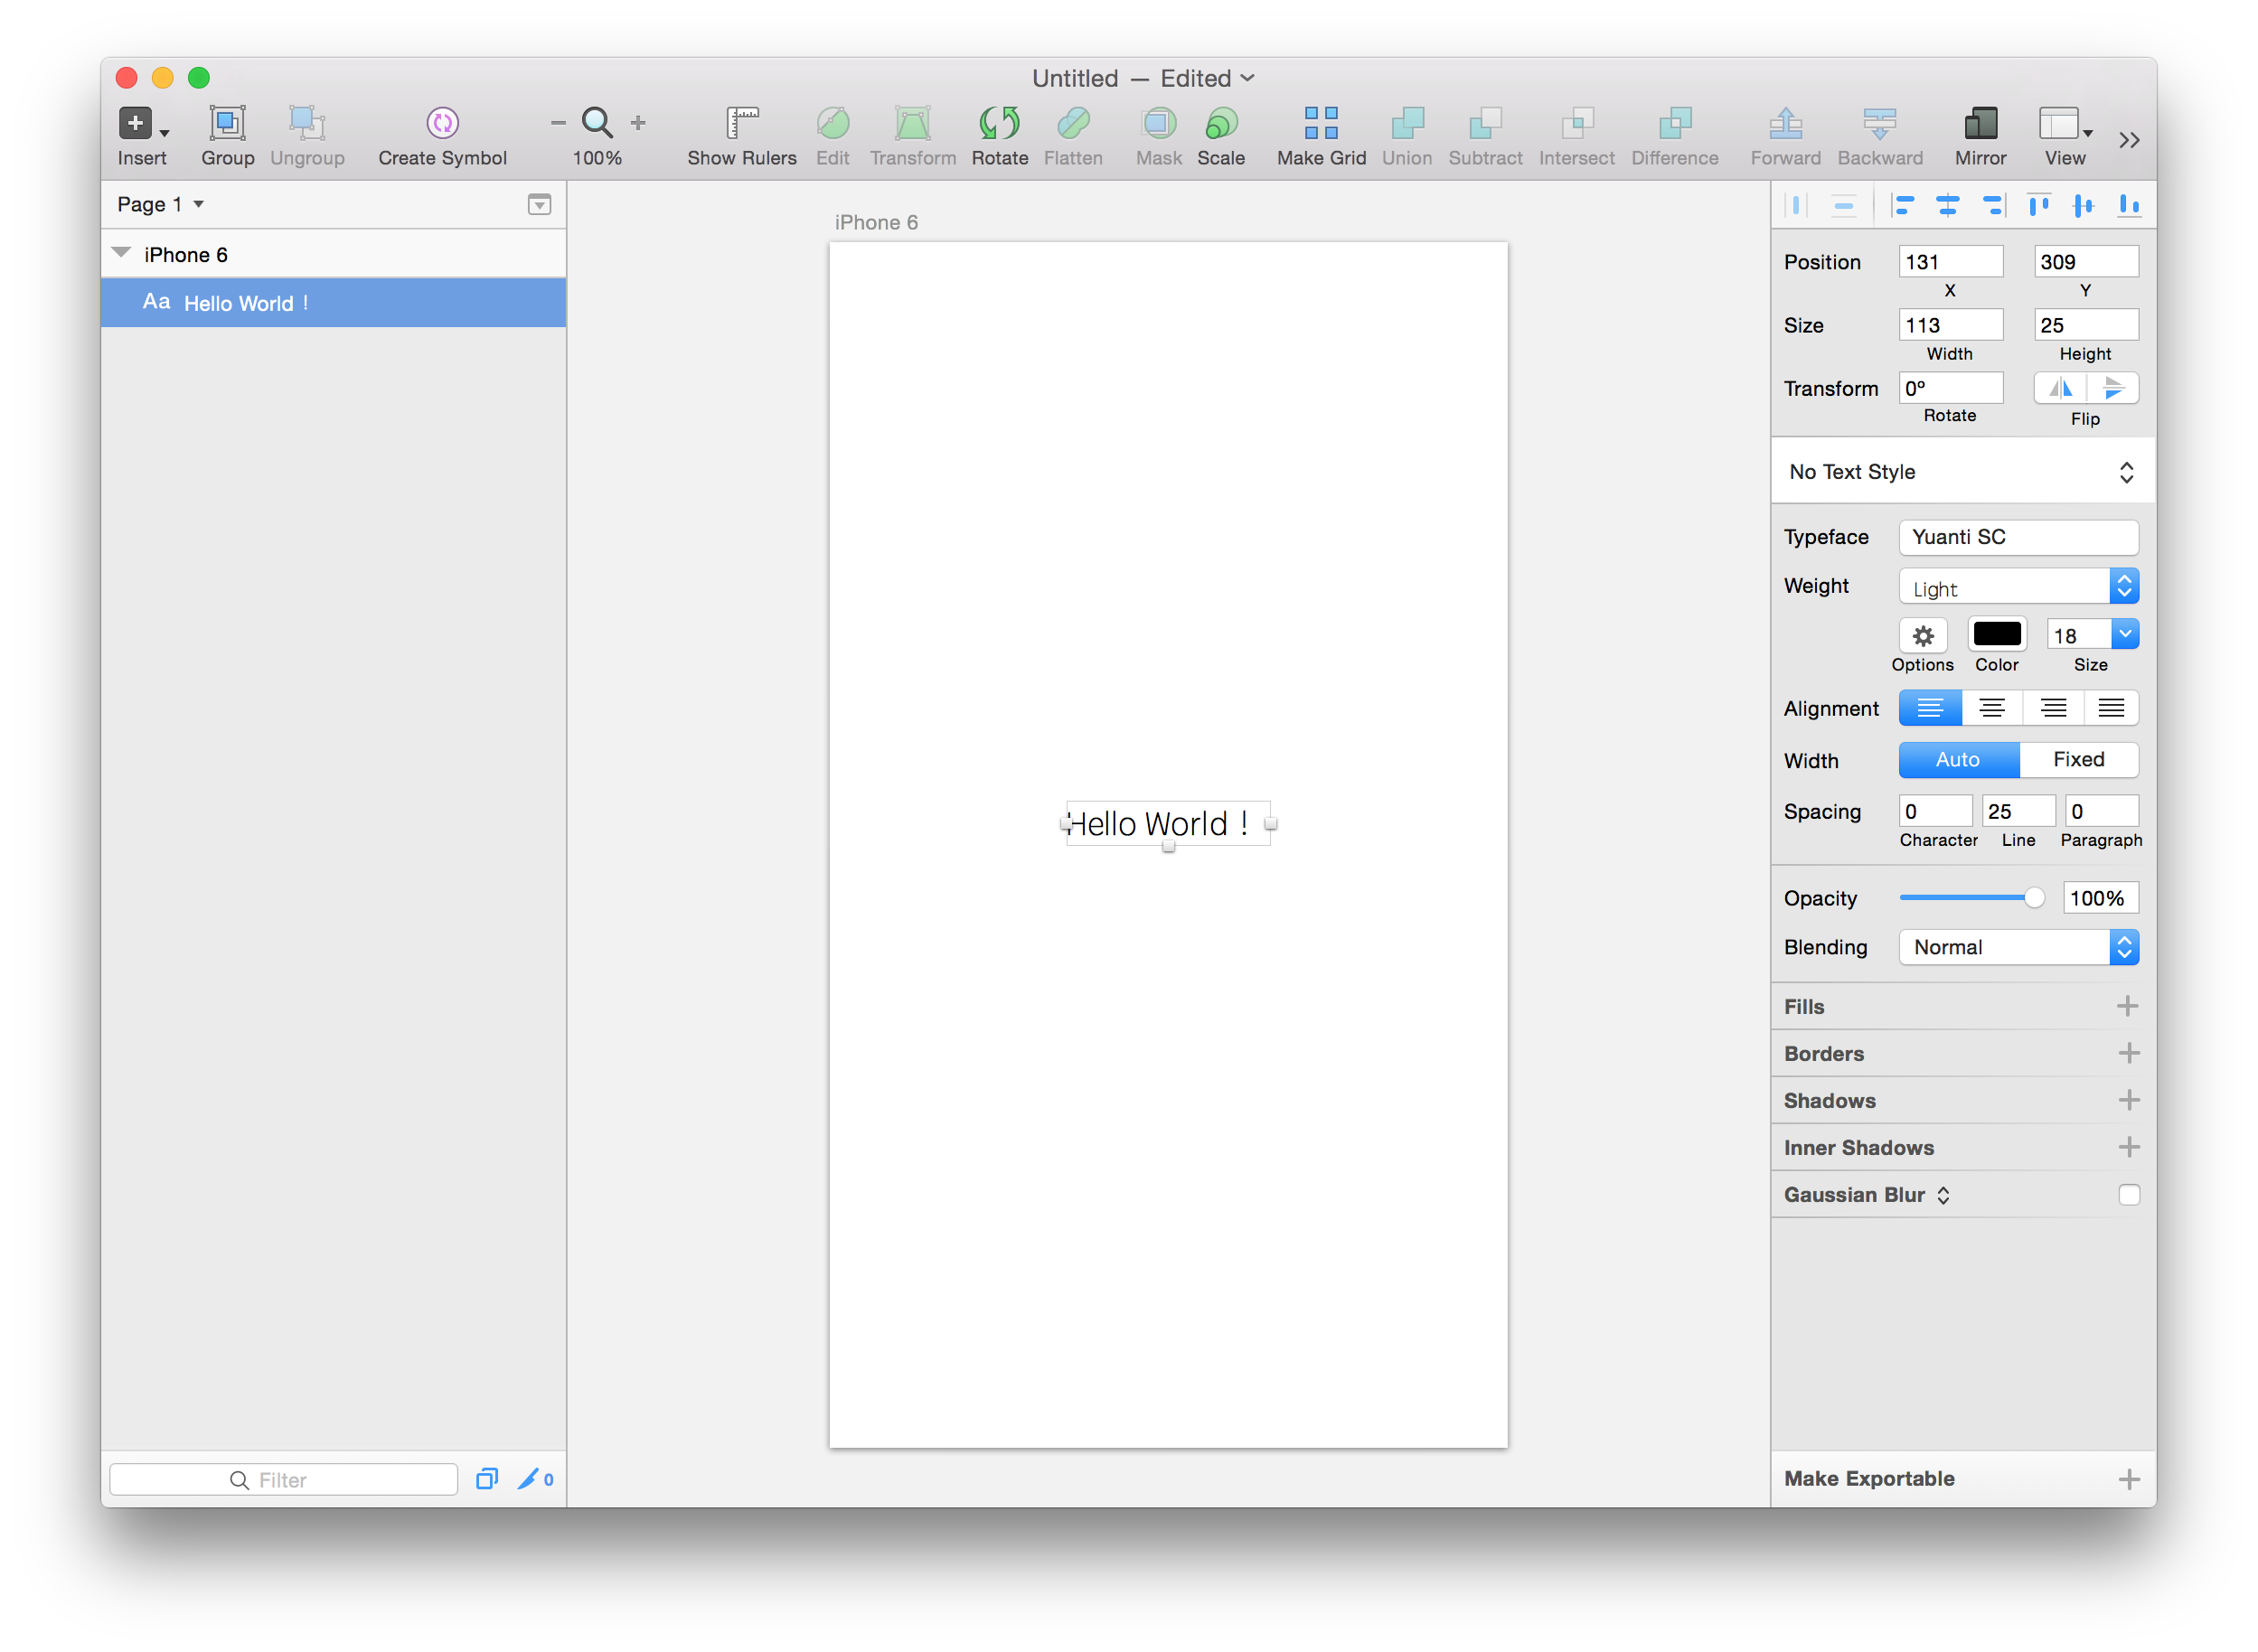 Untitled — Edited
Insert Group Ungroup Create Symbol 100% Show Rulers Edit Transform Rotate Flatten Mask Scale Make Grid Union Subtract Intersect Difference Forward Backward Mirror View
Page 1
iPhone 6
Aa Hello World！
Filter
0
iPhone 6
Hello World！
Position 131 309
X Y
Size 113 25
Width Height
Transform 0º
Rotate Flip
No Text Style
Typeface Yuanti SC
Weight Light
18
Options Color Size
Alignment
Width Auto Fixed
Spacing 0 25 0
Character Line Paragraph
Opacity 100%
Blending Normal
Fills
Borders
Shadows
Inner Shadows
Gaussian Blur
Make Exportable